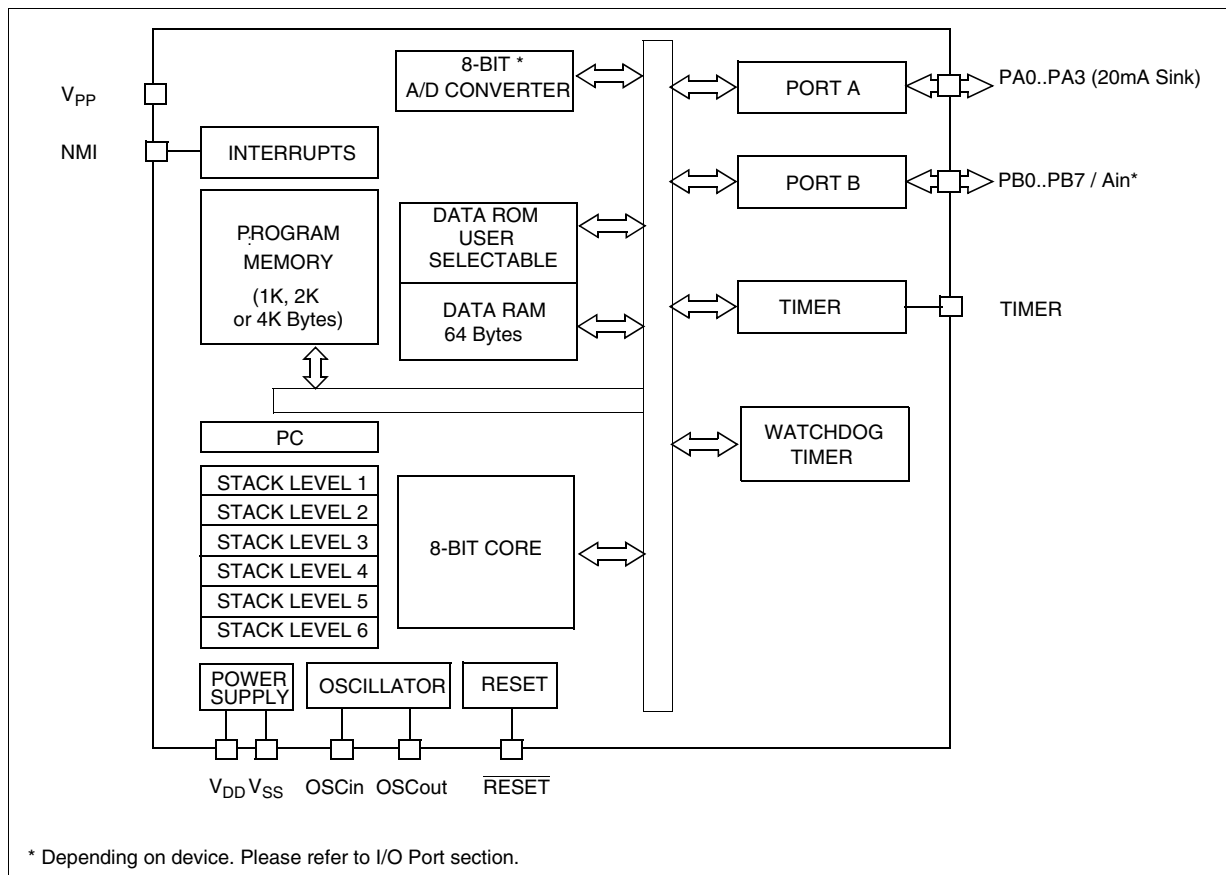 8-BIT *
A/D CONVERTER
PORT A
PA0..PA3 (20mA Sink)
VPP
NMI
INTERRUPTS
PORT B
PB0..PB7 / Ain*
PROGRAM
:
MEMORY
(1K, 2K
or 4K Bytes)
DATA ROM
USER
SELECTABLE
DATA RAM
64 Bytes
TIMER
TIMER
PC
WATCHDOG
TIMER
STACK LEVEL 1
STACK LEVEL 2
STACK LEVEL 3
STACK LEVEL 4
STACK LEVEL 5
STACK LEVEL 6
8-BIT CORE
POWER
SUPPLY
OSCILLATOR
RESET
VDD VSS OSCin OSCout RESET
* Depending on device. Please refer to I/O Port section.